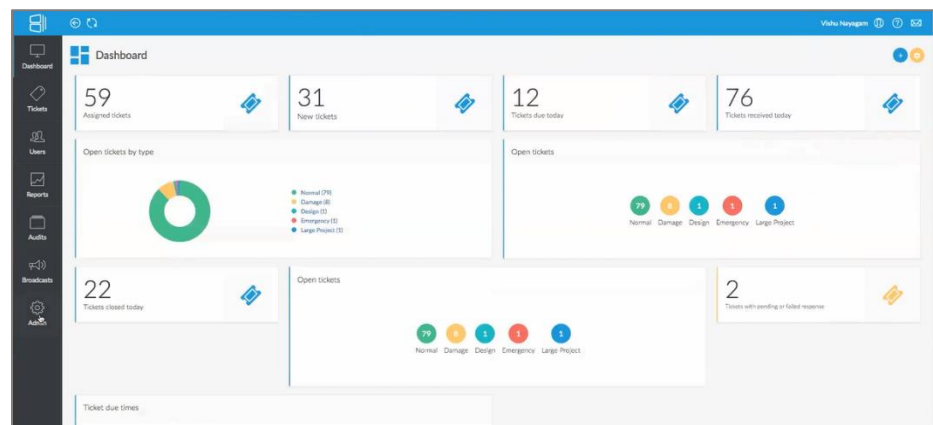 Vishu Nayagam
Dashboard
Dashboard
Tickets
Users
Reports
Audits
Broadcasts
Admin
59
Assigned tickets
31
New tickets
12
Tickets due today
76
Tickets received today
Open tickets by type
Normal (79)
Damage (8)
Design (1)
Emergency (1)
Large Project (1)
Open tickets
79 8 1 1 1
Normal Damage Design Emergency Large Project
22
Tickets closed today
Open tickets
79 8 1 1 1
Normal Damage Design Emergency Large Project
2
Tickets with pending or failed response
Ticket due times